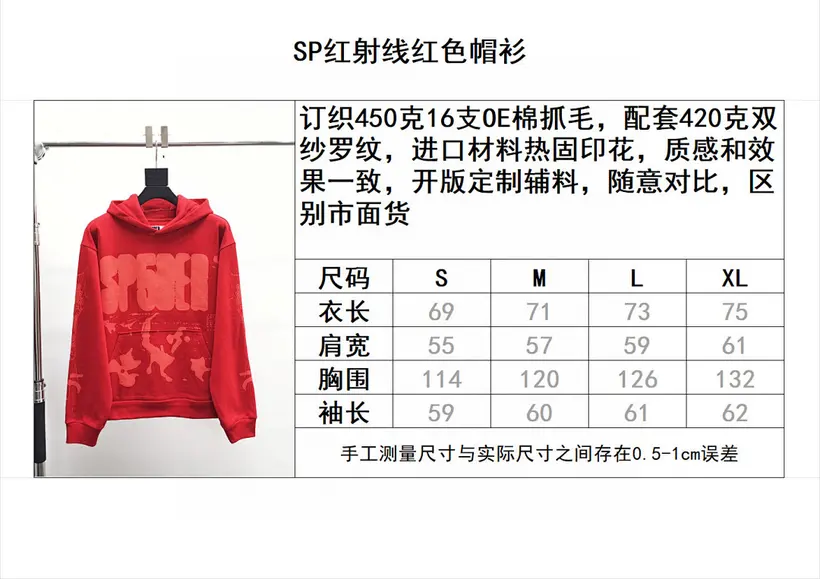 SP红射线红色帽衫
订织450克16支OE棉抓毛，配套420克双
纱罗纹，进口材料热固印花，质感和效
果一致，开版定制辅料，随意对比，区
别市面货
尺码 S M L XL
衣长 69 71 73 75
肩宽 55 57 59 61
胸围 114 120 126 132
袖长 59 60 61 62
手工测量尺寸与实际尺寸之间存在0.5-1cm误差
SP5DER